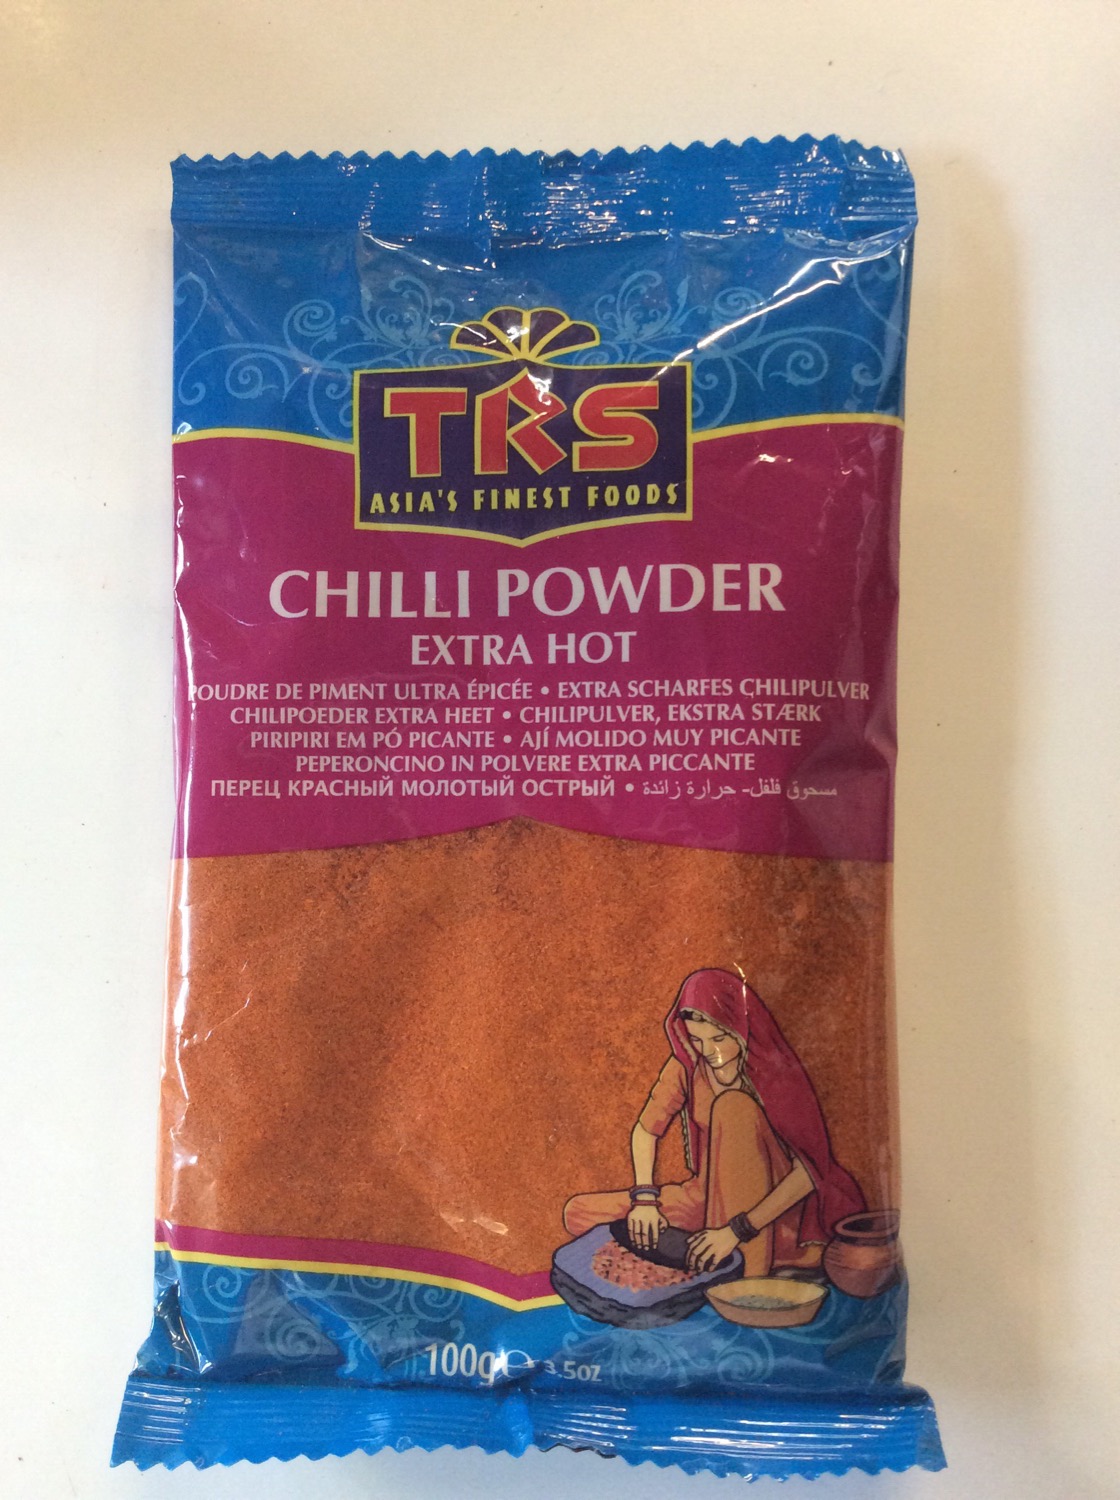 TRS
ASIA'S FINEST FOODS
CHILLI POWDER
EXTRA HOT
POUDRE DE PIMENT ULTRA ÉPICÉE • EXTRA SCHARFES CHILIPULVER
CHILIPOEDER EXTRA HEET • CHILIPULVER, EKSTRA STÆRK
PIRIPIRI EM PÓ PICANTE • AJÍ MOLIDO MUY PICANTE
PEPERONCINO IN POLVERE EXTRA PICCANTE
ПЕРЕЦ КРАСНЫЙ МОЛОТЫЙ ОСТРЫЙ • مسحوق فلفل- حرارة زائدة
100g ℮ 3.5oz